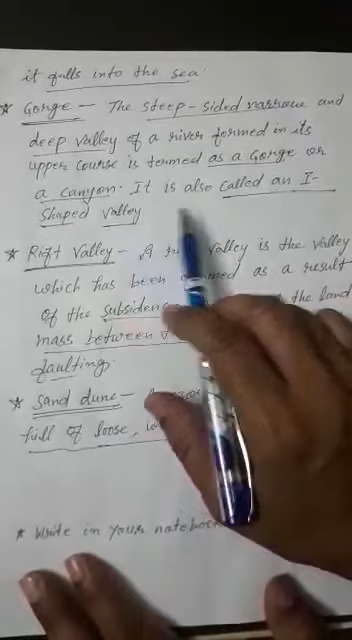 it falls into the sea.
* Gorge - The steep-sided narrow and
deep valley of a river formed in its
upper course is termed as a Gorge or
a canyon. It is also called an I-
Shaped Valley
* Rift Valley - A valley is the valley
which has been as a result
of the the land
mass between
faulting.
* Sand dune -
full of loose,
* Write in your notebook